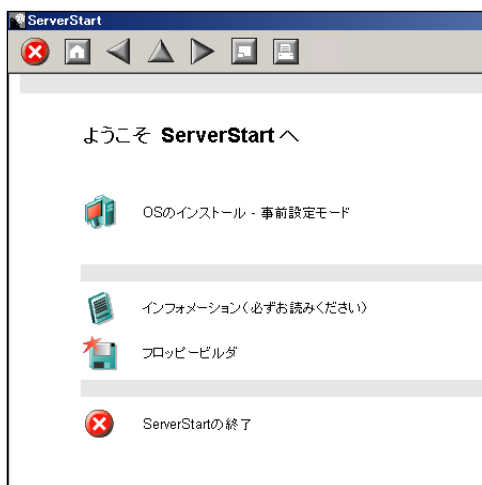 ServerStart
ようこそ ServerStart へ
OSのインストール - 事前設定モード
インフォメーション(必ずお読みください)
フロッピービルダ
ServerStartの終了